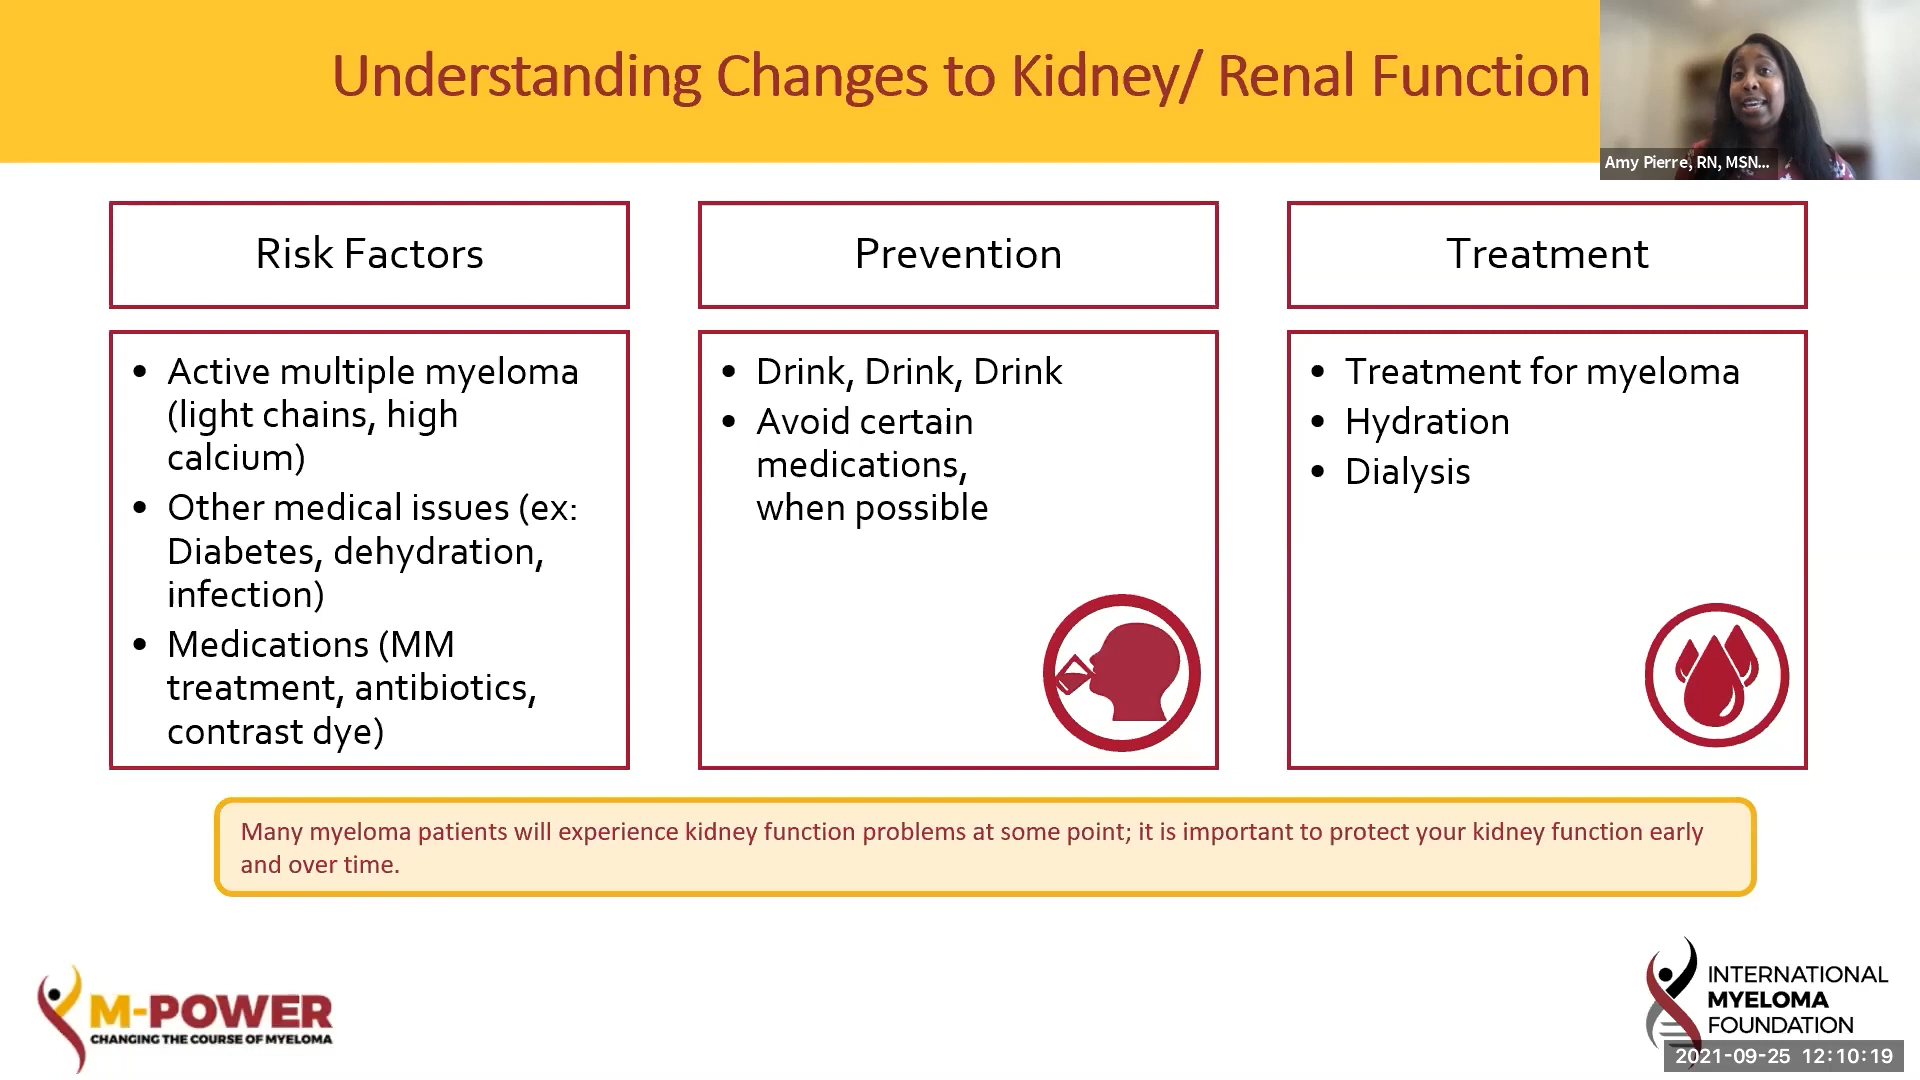 Understanding Changes to Kidney/ Renal Function
Amy Pierre, RN, MSN...
Risk Factors
• Active multiple myeloma
(light chains, high
calcium)
• Other medical issues (ex:
Diabetes, dehydration,
infection)
• Medications (MM
treatment, antibiotics,
contrast dye)
Prevention
• Drink, Drink, Drink
• Avoid certain
medications,
when possible
Treatment
• Treatment for myeloma
• Hydration
• Dialysis
Many myeloma patients will experience kidney function problems at some point; it is important to protect your kidney function early
and over time.
M-POWER
CHANGING THE COURSE OF MYELOMA
INTERNATIONAL
MYELOMA
FOUNDATION
2021-09-25 12:10:19